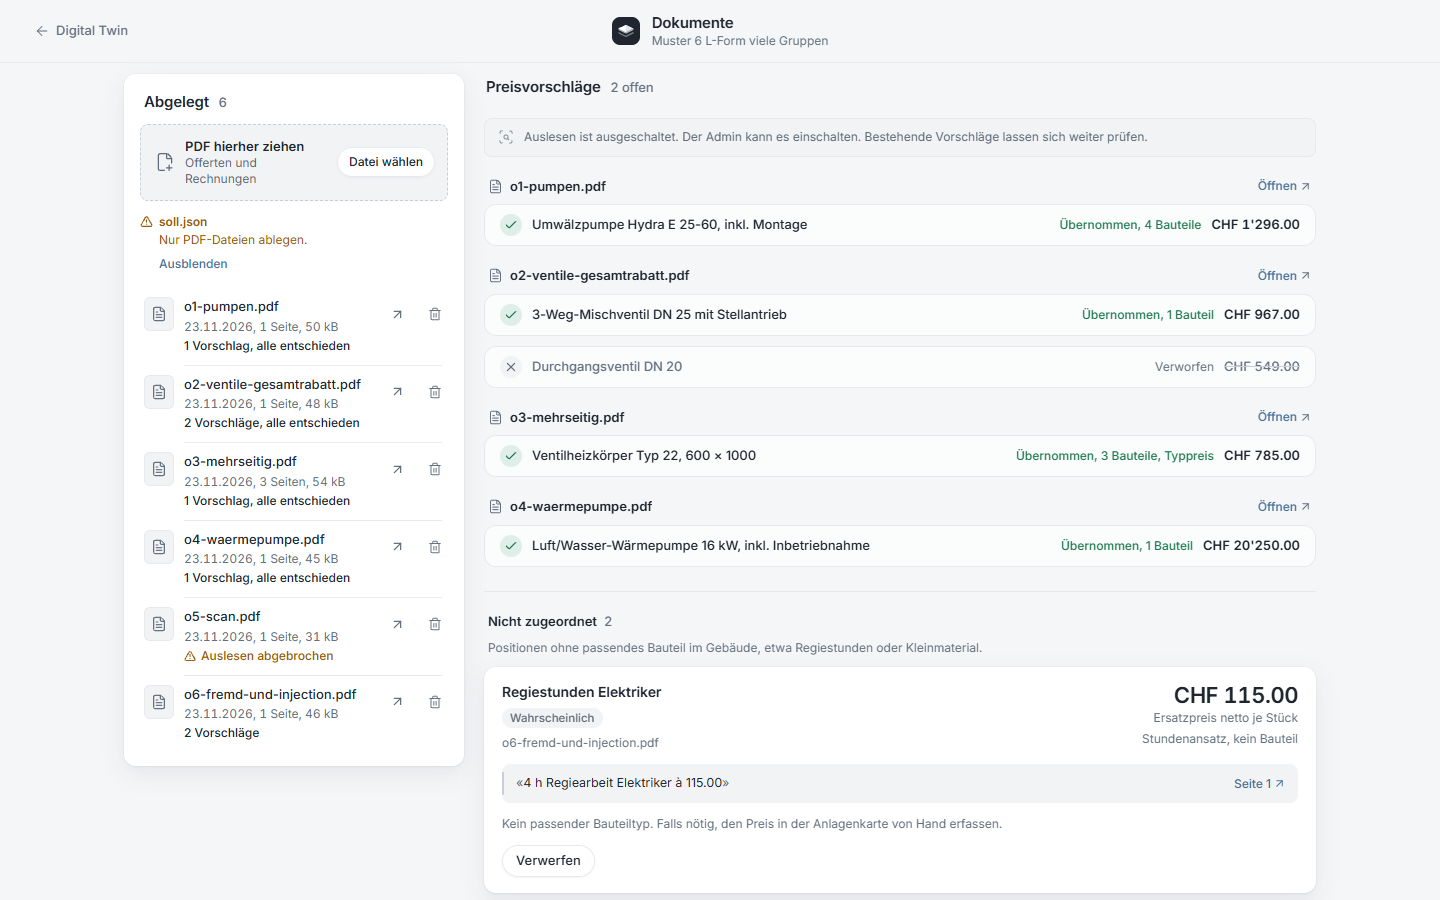 Digital Twin
Dokumente
Muster 6 L-Form viele Gruppen
Abgelegt 6
PDF hierher ziehen
Offerten und
Rechnungen
Datei wählen
soll.json
Nur PDF-Dateien ablegen.
Ausblenden
o1-pumpen.pdf
23.11.2026, 1 Seite, 50 kB
1 Vorschlag, alle entschieden
o2-ventile-gesamtrabatt.pdf
23.11.2026, 1 Seite, 48 kB
2 Vorschläge, alle entschieden
o3-mehrseitig.pdf
23.11.2026, 3 Seiten, 54 kB
1 Vorschlag, alle entschieden
o4-waermepumpe.pdf
23.11.2026, 1 Seite, 45 kB
1 Vorschlag, alle entschieden
o5-scan.pdf
23.11.2026, 1 Seite, 31 kB
Auslesen abgebrochen
o6-fremd-und-injection.pdf
23.11.2026, 1 Seite, 46 kB
2 Vorschläge
Preisvorschläge 2 offen
Auslesen ist ausgeschaltet. Der Admin kann es einschalten. Bestehende Vorschläge lassen sich weiter prüfen.
o1-pumpen.pdf Öffnen
Umwälzpumpe Hydra E 25-60, inkl. Montage Übernommen, 4 Bauteile CHF 1'296.00
o2-ventile-gesamtrabatt.pdf Öffnen
3-Weg-Mischventil DN 25 mit Stellantrieb Übernommen, 1 Bauteil CHF 967.00
Durchgangsventil DN 20 Verworfen CHF 549.00
o3-mehrseitig.pdf Öffnen
Ventilheizkörper Typ 22, 600 × 1000 Übernommen, 3 Bauteile, Typpreis CHF 785.00
o4-waermepumpe.pdf Öffnen
Luft/Wasser-Wärmepumpe 16 kW, inkl. Inbetriebnahme Übernommen, 1 Bauteil CHF 20'250.00
Nicht zugeordnet 2
Positionen ohne passendes Bauteil im Gebäude, etwa Regiestunden oder Kleinmaterial.
Regiestunden Elektriker CHF 115.00
Wahrscheinlich Ersatzpreis netto je Stück
o6-fremd-und-injection.pdf Stundenansatz, kein Bauteil
«4 h Regiearbeit Elektriker à 115.00» Seite 1
Kein passender Bauteiltyp. Falls nötig, den Preis in der Anlagenkarte von Hand erfassen.
Verwerfen